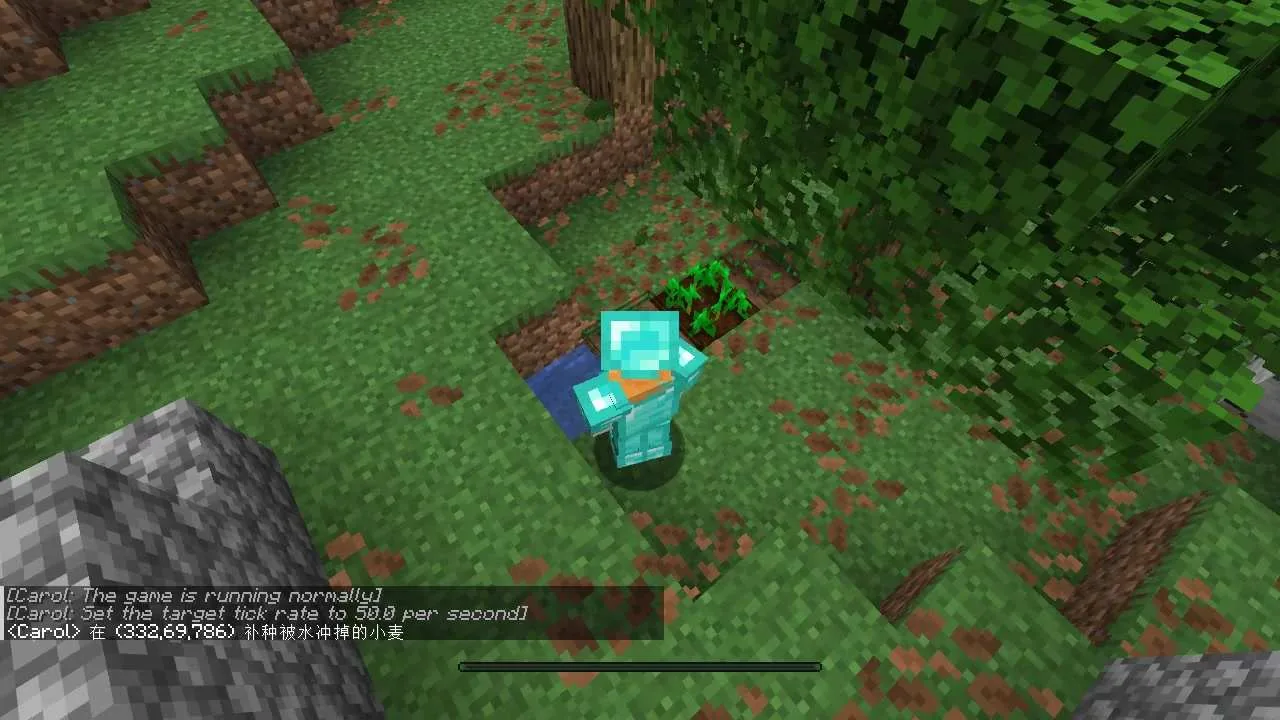 [Carol: The game is running normally]
[Carol: Set the target tick rate to 50.0 per second]
<Carol> 在 (332,69,786) 补种被水冲掉的小麦